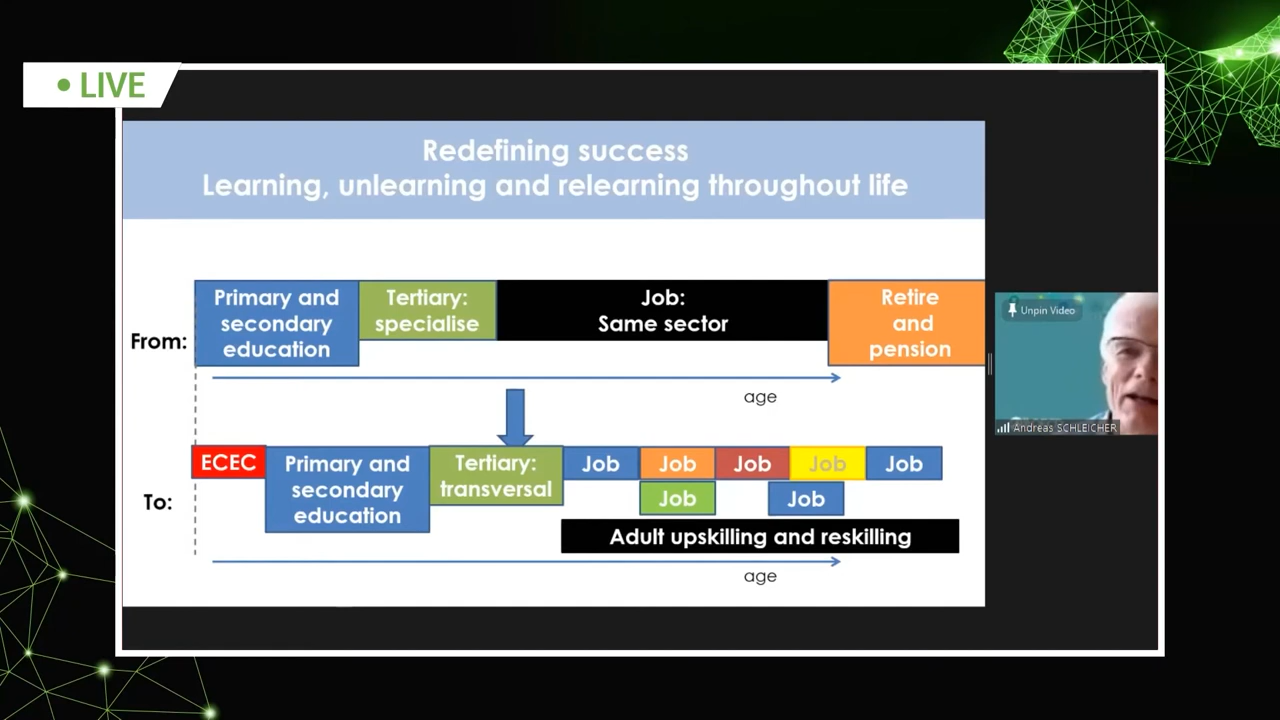 • LIVE
Redefining success
Learning, unlearning and relearning throughout life
From:
Primary and
secondary
education
Tertiary:
specialise
Job:
Same sector
Retire
and
pension
age
To:
ECEC
Primary and
secondary
education
Tertiary:
transversal
Job
Job
Job
Job
Job
Job
Job
Adult upskilling and reskilling
age
Unpin Video
Andreas SCHLEICHER